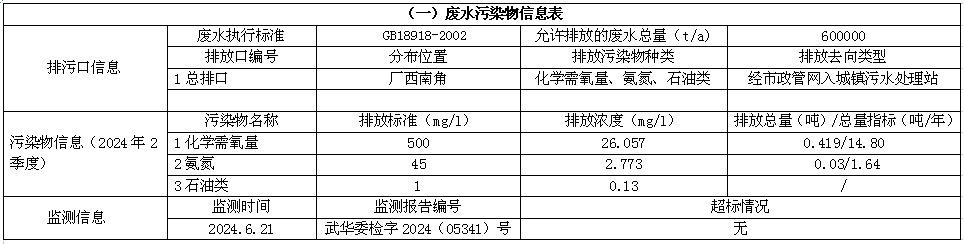 （一）废水污染物信息表
排污口信息 废水执行标准 GB18918-2002 允许排放的废水总量（t/a） 600000
排放口编号 分布位置 排放污染物种类 排放去向类型
1 总排口 厂西南角 化学需氧量、氨氮、石油类 经市政管网入城镇污水处理站
污染物信息（2024 年 2
季度）
污染物名称 排放标准（mg/l） 排放浓度（mg/l） 排放总量（吨）/总量指标（吨/年）
1 化学需氧量 500 26.057 0.419/14.80
2 氨氮 45 2.773 0.03/1.64
3 石油类 1 0.13 /
监测信息 监测时间 监测报告编号 超标情况
2024.6.21 武华委检字 2024（05341）号 无